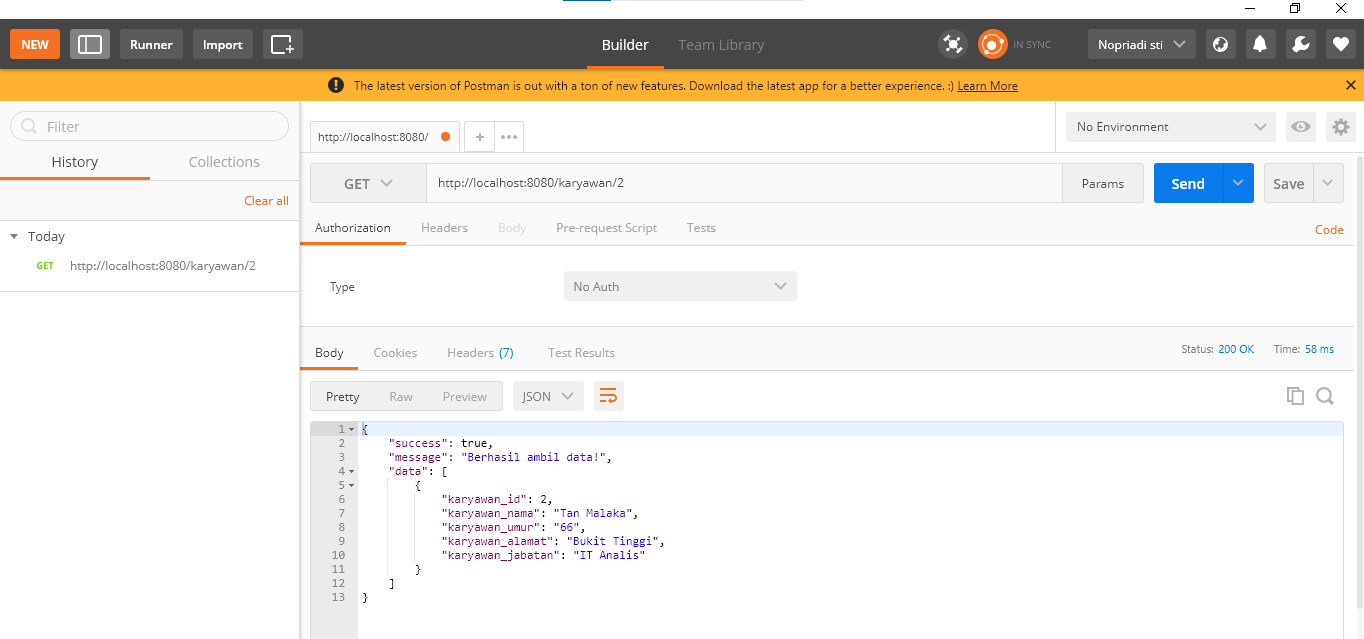 NEW Runner Import Builder Team Library IN SYNC Nopriadi sti
The latest version of Postman is out with a ton of new features. Download the latest app for a better experience. :) Learn More
Filter
History Collections
Clear all
Today
GET http://localhost:8080/karyawan/2
http://localhost:8080/ + ••• No Environment
GET http://localhost:8080/karyawan/2 Params Send Save
Authorization Headers Body Pre-request Script Tests Code
Type No Auth
Body Cookies Headers (7) Test Results Status: 200 OK Time: 58 ms
Pretty Raw Preview JSON
1 {
2 "success": true,
3 "message": "Berhasil ambil data!",
4 "data": [
5 {
6 "karyawan_id": 2,
7 "karyawan_nama": "Tan Malaka",
8 "karyawan_umur": "66",
9 "karyawan_alamat": "Bukit Tinggi",
10 "karyawan_jabatan": "IT Analis"
11 }
12 ]
13 }